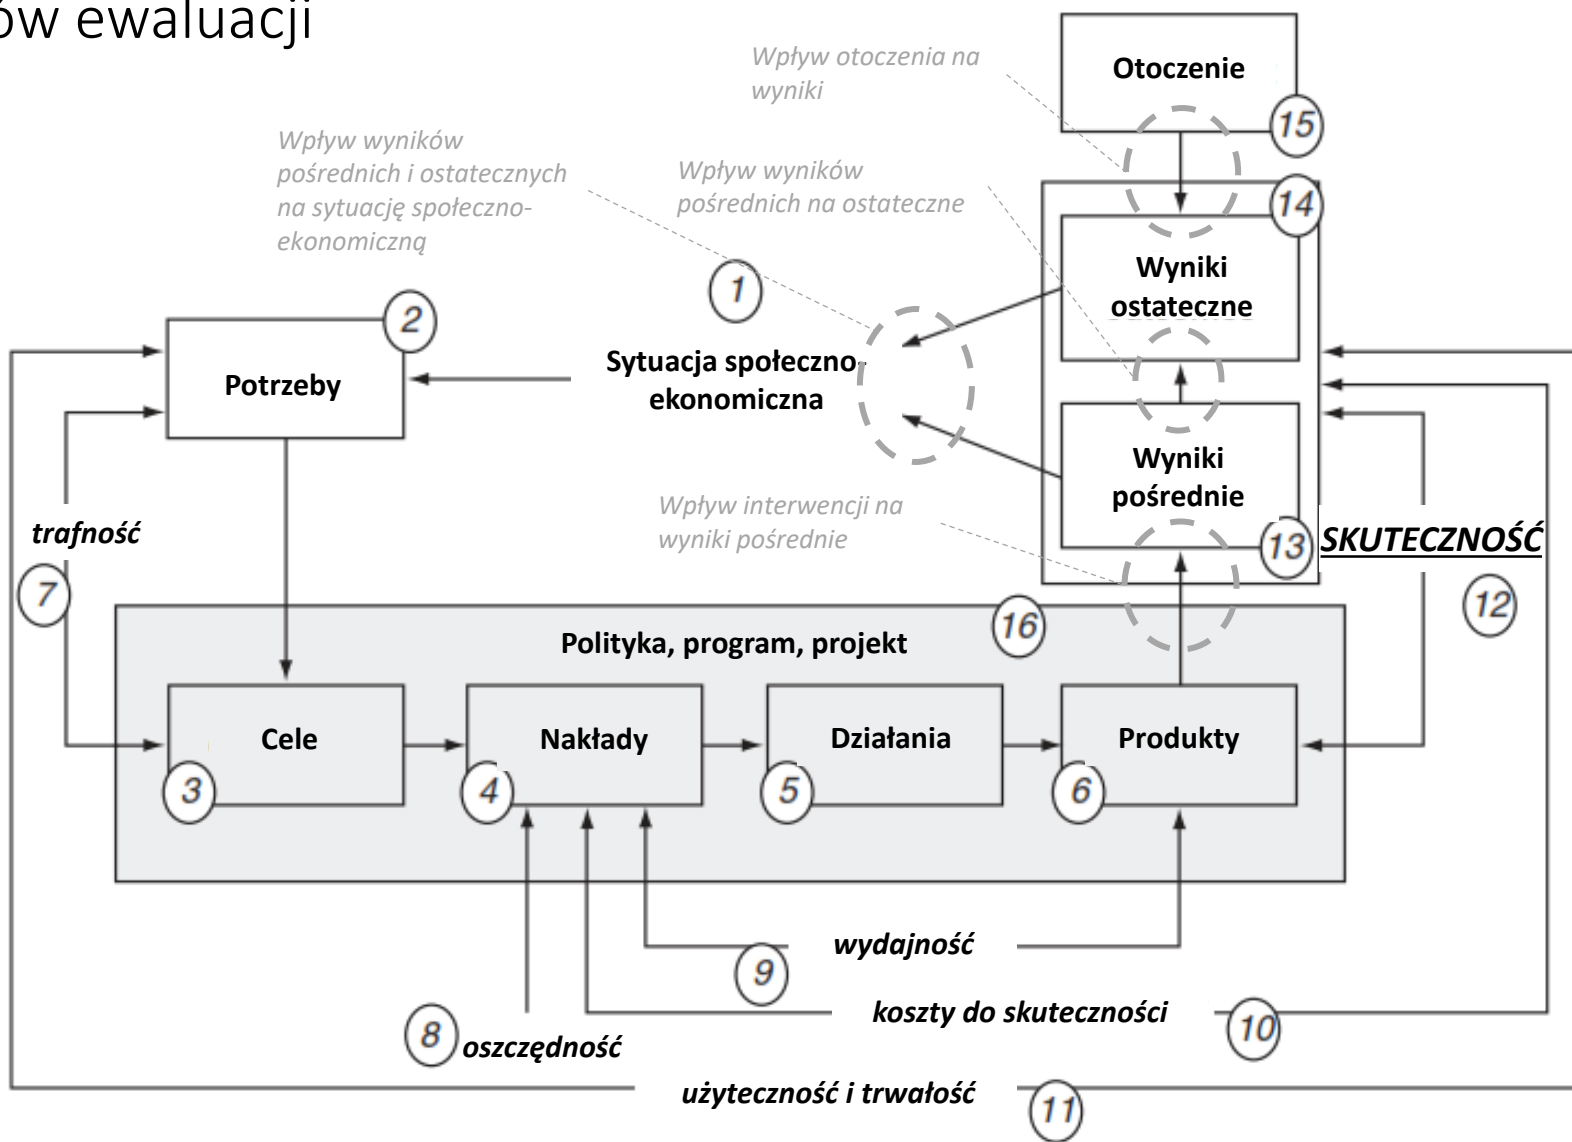 ów ewaluacji
Wpływ otoczenia na
wyniki
Otoczenie
15
Wpływ wyników
pośrednich i ostatecznych
na sytuację społeczno-
ekonomiczną
Wpływ wyników
pośrednich na ostateczne
14
Wyniki
ostateczne
1
2
Potrzeby
Sytuacja społeczno-
ekonomiczna
Wyniki
pośrednie
13
Wpływ interwencji na
wyniki pośrednie
trafność
7
SKUTECZNOŚĆ
12
16
Polityka, program, projekt
Cele
3
Nakłady
4
Działania
5
Produkty
6
wydajność
9
koszty do skuteczności
10
8
oszczędność
użyteczność i trwałość
11